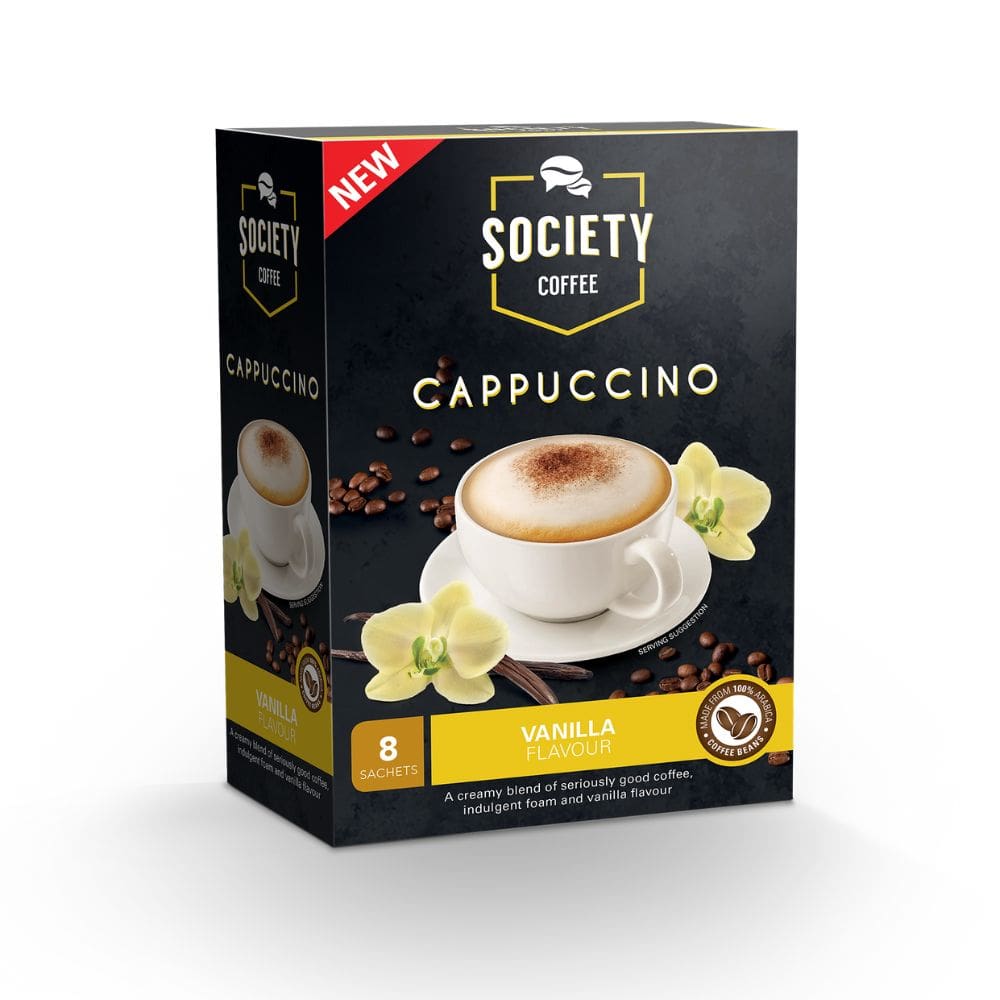 NEW
SOCIETY
COFFEE
CAPPUCCINO
SERVING SUGGESTION
MADE FROM 100% ARABICA
COFFEE BEANS
8
SACHETS
VANILLA
FLAVOUR
A creamy blend of seriously good coffee,
indulgent foam and vanilla flavour
SOCIETY
COFFEE
CAPPUCCINO
SERVING SUGGESTION
VANILLA
FLAVOUR
A creamy blend of seriously good coffee,
indulgent foam and vanilla flavour